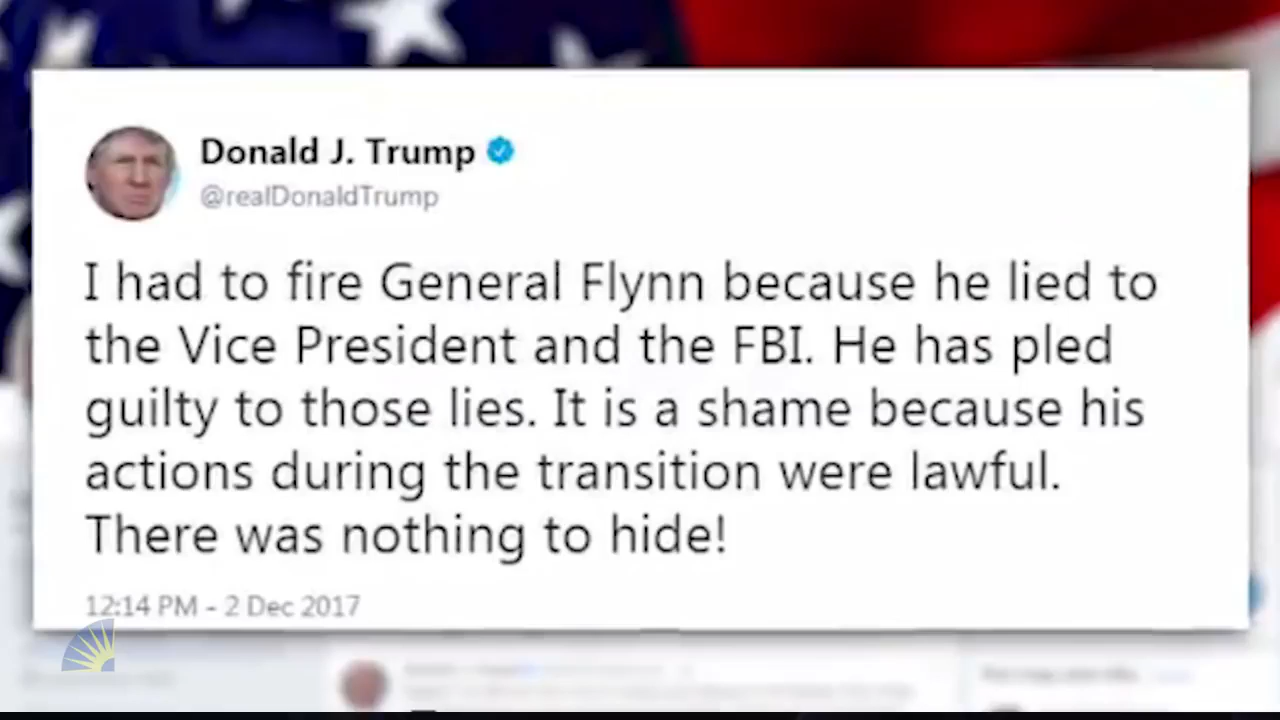 Donald J. Trump
@realDonaldTrump
I had to fire General Flynn because he lied to
the Vice President and the FBI. He has pled
guilty to those lies. It is a shame because his
actions during the transition were lawful.
There was nothing to hide!
12:14 PM - 2 Dec 2017